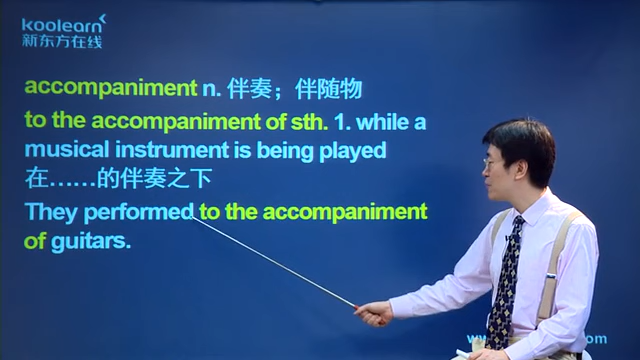 koolearn
新东方在线
accompaniment n. 伴奏；伴随物
to the accompaniment of sth. 1. while a
musical instrument is being played
在……的伴奏之下
They performed to the accompaniment
of guitars.